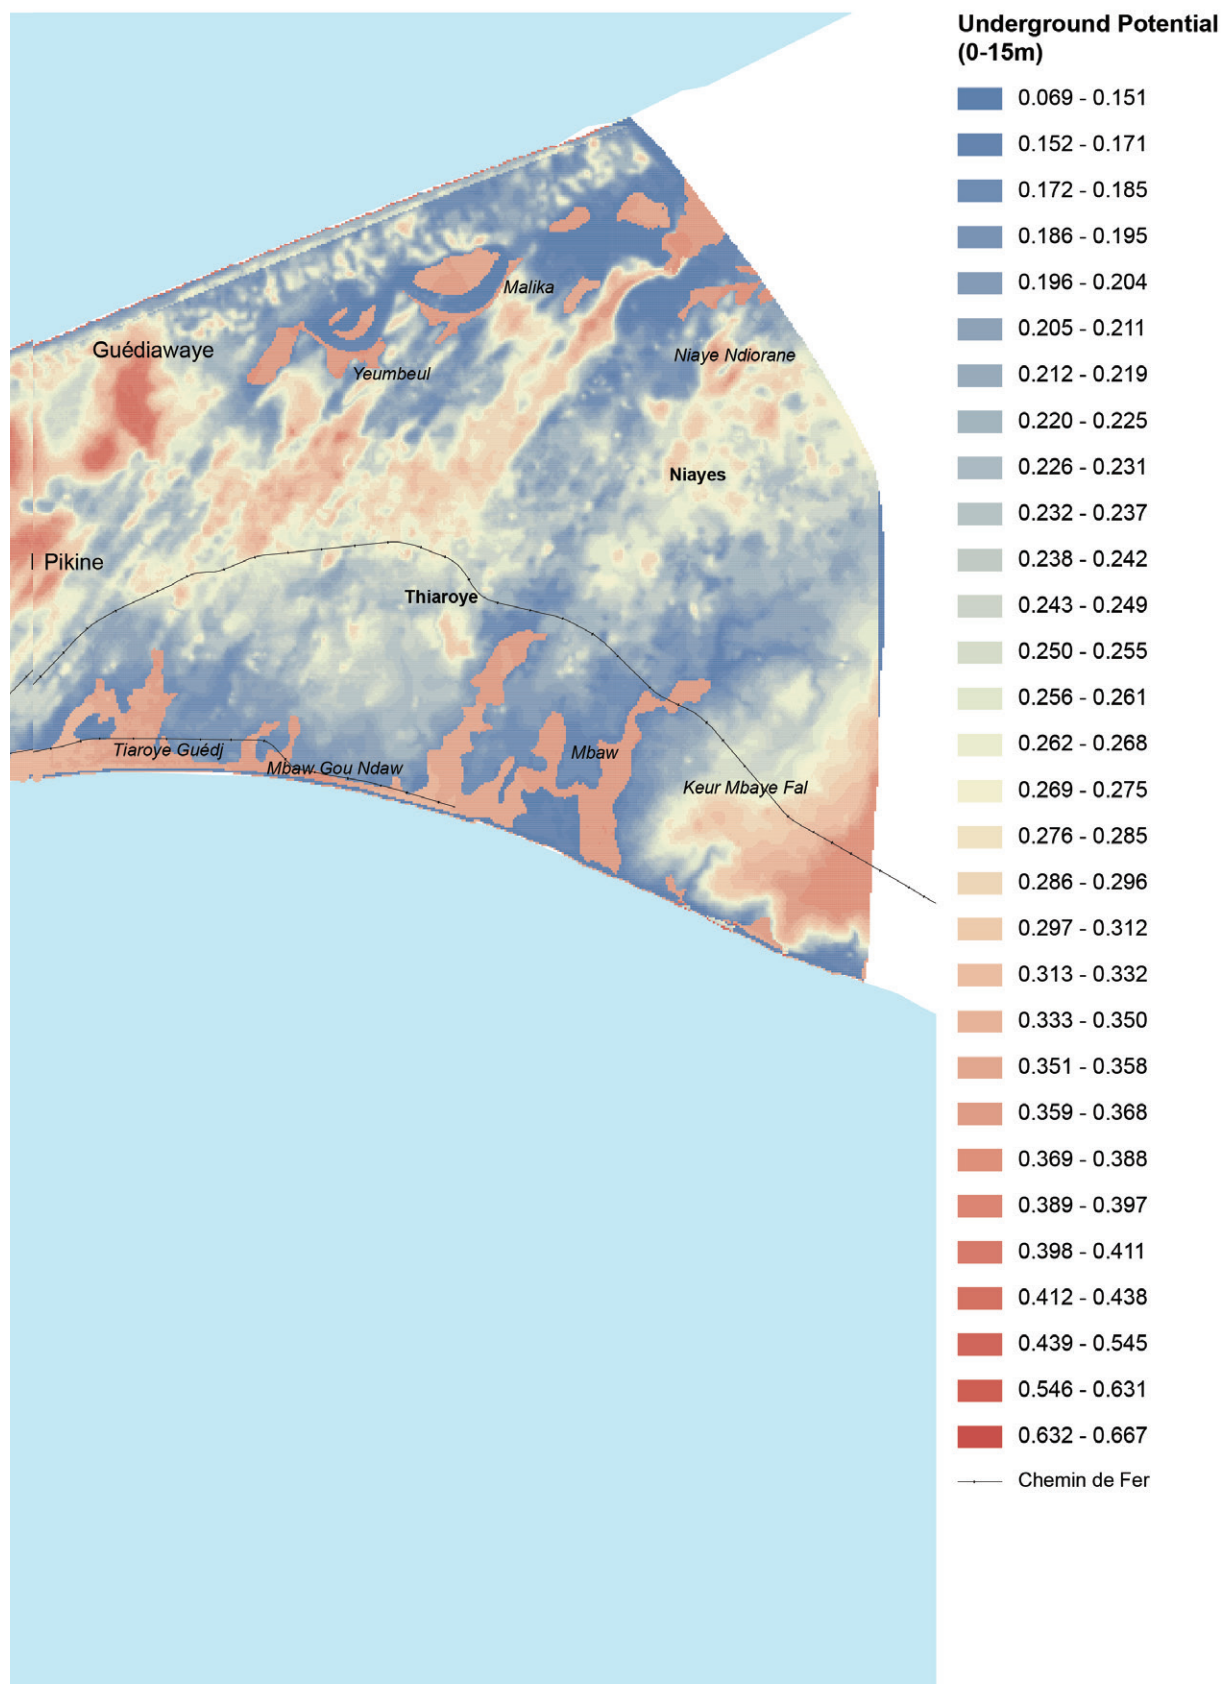 Underground Potential
(0-15m)
0.069 - 0.151
0.152 - 0.171
0.172 - 0.185
0.186 - 0.195
0.196 - 0.204
0.205 - 0.211
0.212 - 0.219
0.220 - 0.225
0.226 - 0.231
0.232 - 0.237
0.238 - 0.242
0.243 - 0.249
0.250 - 0.255
0.256 - 0.261
0.262 - 0.268
0.269 - 0.275
0.276 - 0.285
0.286 - 0.296
0.297 - 0.312
0.313 - 0.332
0.333 - 0.350
0.351 - 0.358
0.359 - 0.368
0.369 - 0.388
0.389 - 0.397
0.398 - 0.411
0.412 - 0.438
0.439 - 0.545
0.546 - 0.631
0.632 - 0.667
Chemin de Fer
Malika
Guédiawaye
Niaye Ndiorane
Yeumbeul
Niayes
Pikine
Thiaroye
Tiaroye Guédj
Mbaw
Mbaw Gou Ndaw
Keur Mbaye Fal